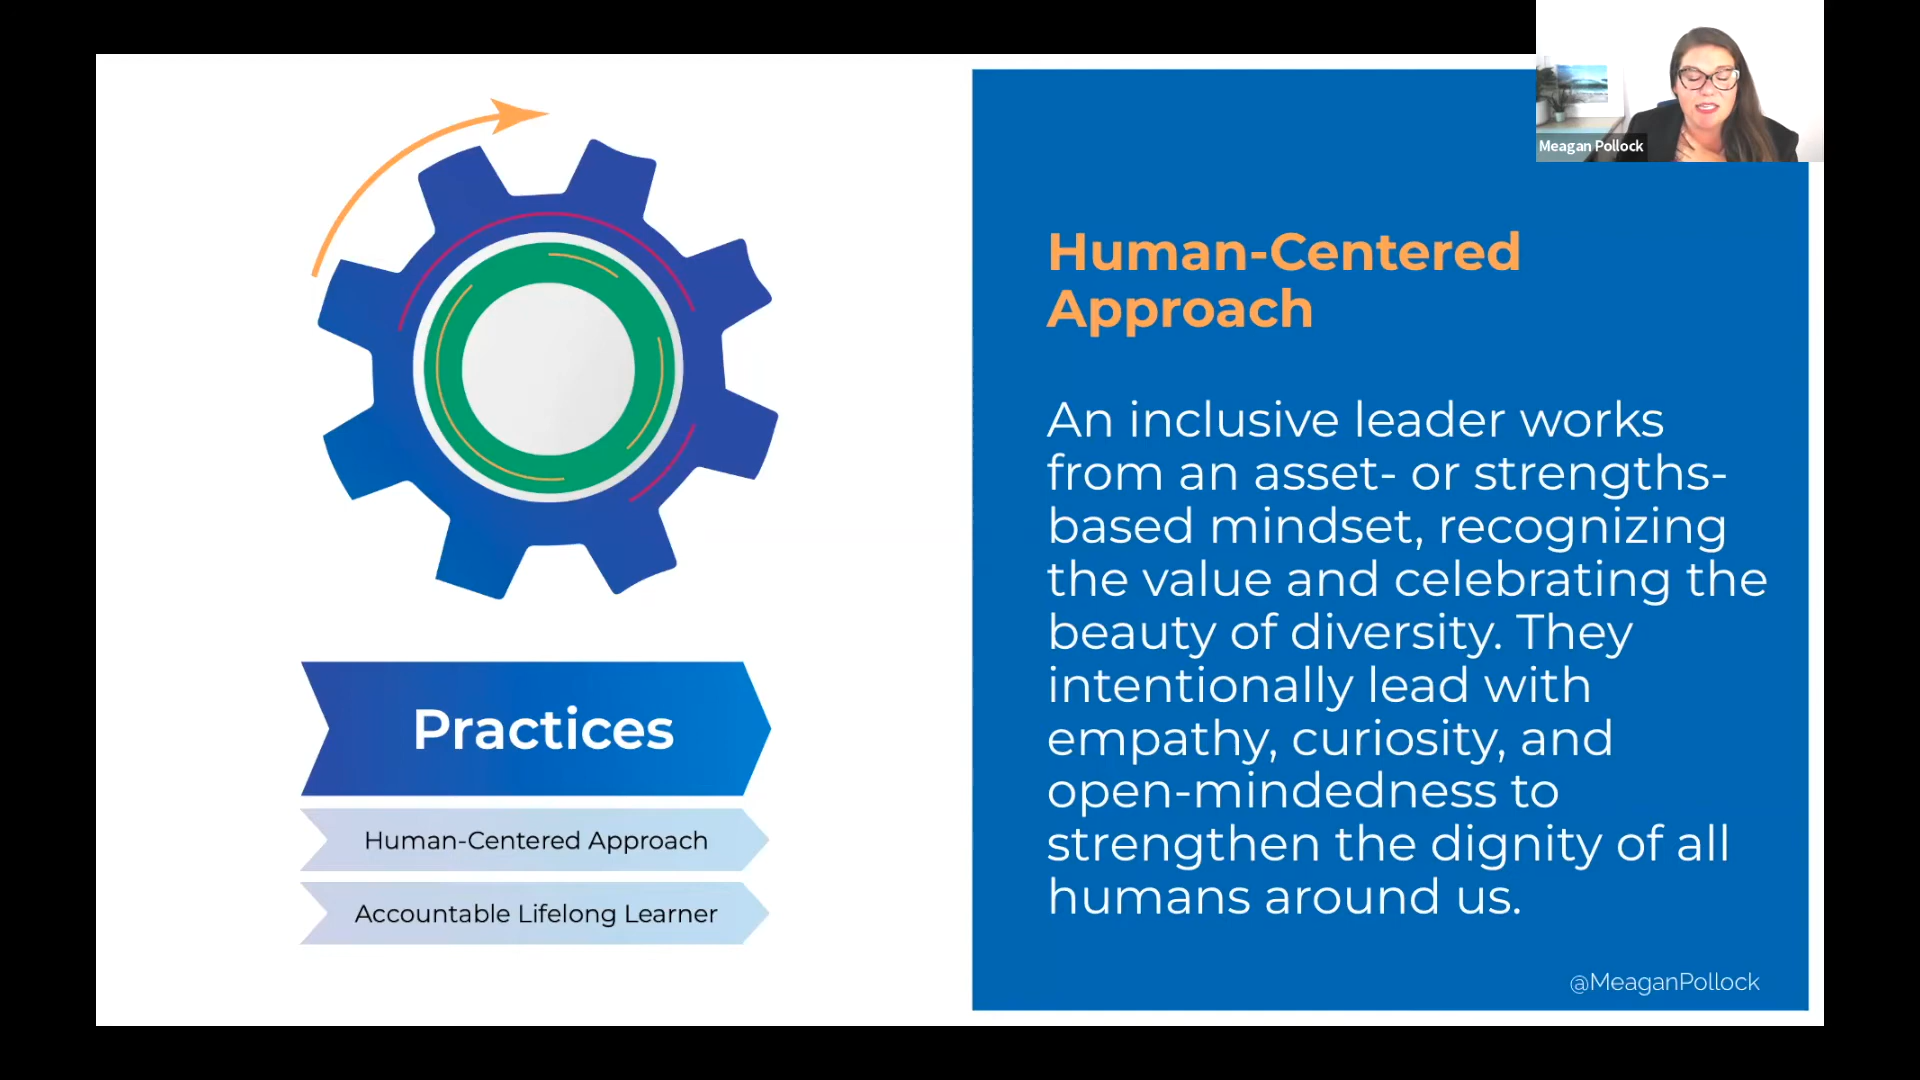 Meagan Pollock
Practices
Human-Centered Approach
Accountable Lifelong Learner
Human-Centered
Approach
An inclusive leader works
from an asset- or strengths-
based mindset, recognizing
the value and celebrating the
beauty of diversity. They
intentionally lead with
empathy, curiosity, and
open-mindedness to
strengthen the dignity of all
humans around us.
@MeaganPollock